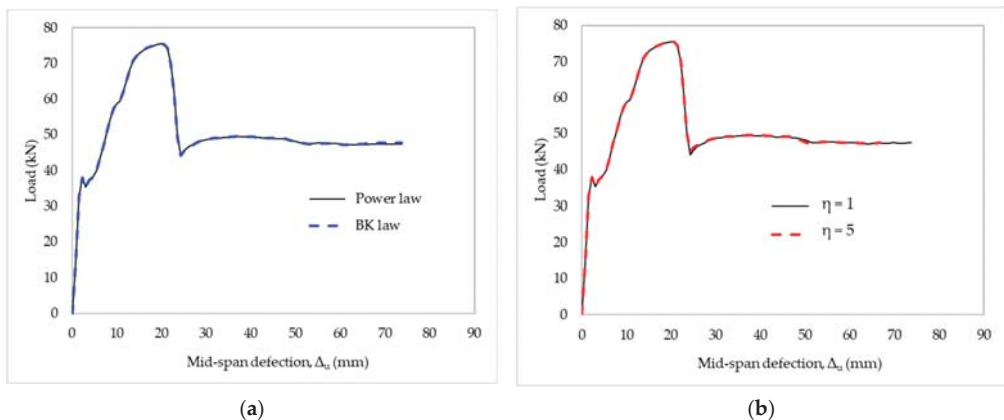 80
70
60
50
40
30
20
10
0
Load (kN)
Power law
BK law
0 10 20 30 40 50 60 70 80 90
Mid-span defection, Δu (mm)
(a)
80
70
60
50
40
30
20
10
0
Load (kN)
η = 1
η = 5
0 10 20 30 40 50 60 70 80 90
Mid-span defection, Δu (mm)
(b)